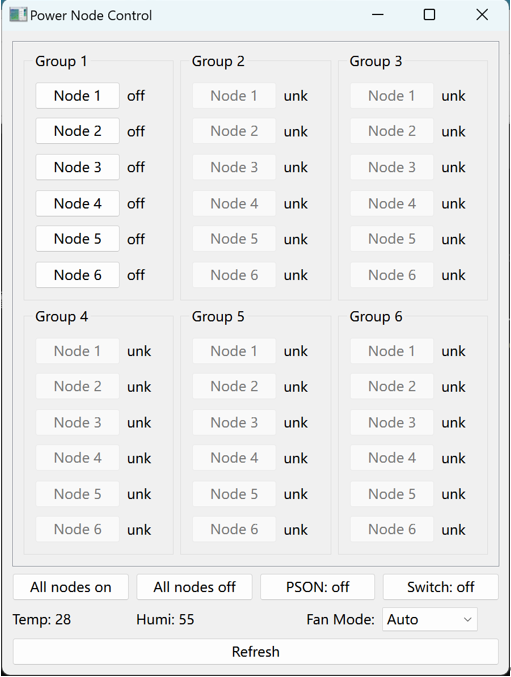 Power Node Control
Group 1
Node 1 off
Node 2 off
Node 3 off
Node 4 off
Node 5 off
Node 6 off
Group 2
Node 1 unk
Node 2 unk
Node 3 unk
Node 4 unk
Node 5 unk
Node 6 unk
Group 3
Node 1 unk
Node 2 unk
Node 3 unk
Node 4 unk
Node 5 unk
Node 6 unk
Group 4
Node 1 unk
Node 2 unk
Node 3 unk
Node 4 unk
Node 5 unk
Node 6 unk
Group 5
Node 1 unk
Node 2 unk
Node 3 unk
Node 4 unk
Node 5 unk
Node 6 unk
Group 6
Node 1 unk
Node 2 unk
Node 3 unk
Node 4 unk
Node 5 unk
Node 6 unk
All nodes on All nodes off PSON: off Switch: off
Temp: 28 Humi: 55 Fan Mode: Auto
Refresh